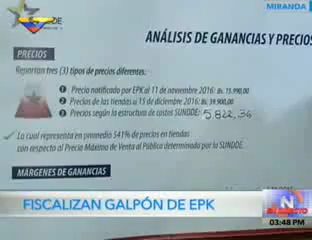 MIRANDA
ANÁLISIS DE GANANCIAS Y PRECIOS
PRECIOS
Reportan tres (3) tipos de precios diferentes:
1 Precio notificado por EPK al 11 de noviembre 2016: Bs. 15.990,00
2 Precios de las tiendas al 15 de diciembre 2016: Bs. 39.900,00
3 Precios según la estructura de costos SUNDDE: 5.822,36
La cual representa en promedio 541% de precios en tiendas
con respecto al Precio Máximo de Venta al Público determinado por la SUNDDE.
MÁRGENES DE GANANCIAS
FISCALIZAN GALPÓN DE EPK
N
03:48 PM